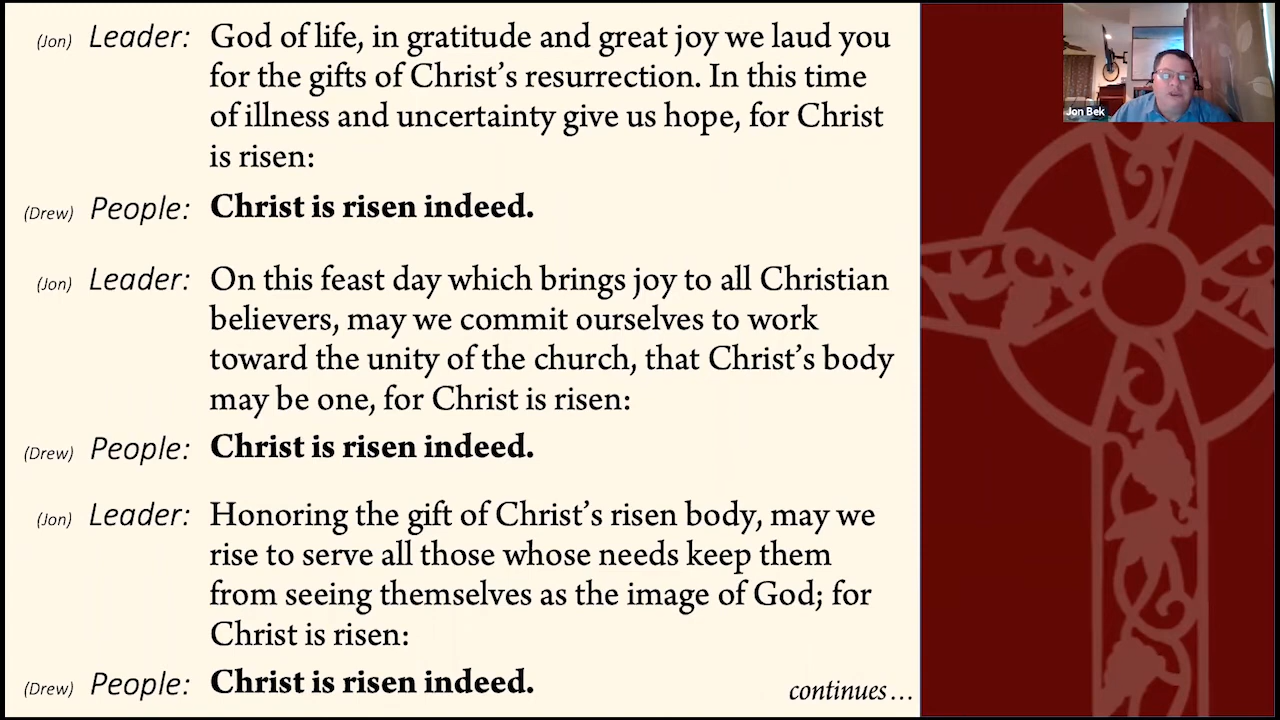 (Jon) Leader: God of life, in gratitude and great joy we laud you
for the gifts of Christ's resurrection. In this time
of illness and uncertainty give us hope, for Christ
is risen:
(Drew) People: Christ is risen indeed.
(Jon) Leader: On this feast day which brings joy to all Christian
believers, may we commit ourselves to work
toward the unity of the church, that Christ's body
may be one, for Christ is risen:
(Drew) People: Christ is risen indeed.
(Jon) Leader: Honoring the gift of Christ's risen body, may we
rise to serve all those whose needs keep them
from seeing themselves as the image of God; for
Christ is risen:
(Drew) People: Christ is risen indeed.
continues...
Jon Bek